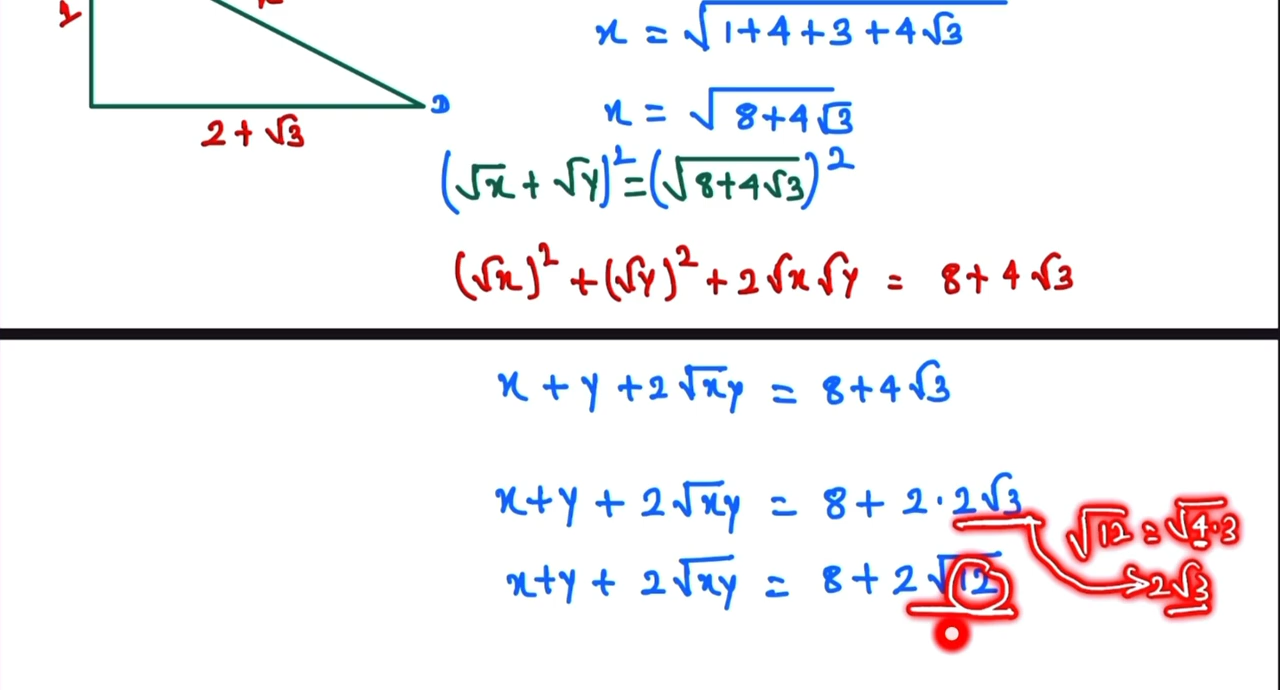 1
x = √(1+4+3+4√3)
D
x = √(8+4√3)
2 + √3
(√x + √y)² = (√(8+4√3))²
(√x)² + (√y)² + 2√x√y = 8 + 4√3
x + y + 2√xy = 8 + 4√3
x + y + 2√xy = 8 + 2·2√3
√12 = √4·3
x + y + 2√xy = 8 + 2√12
2√3